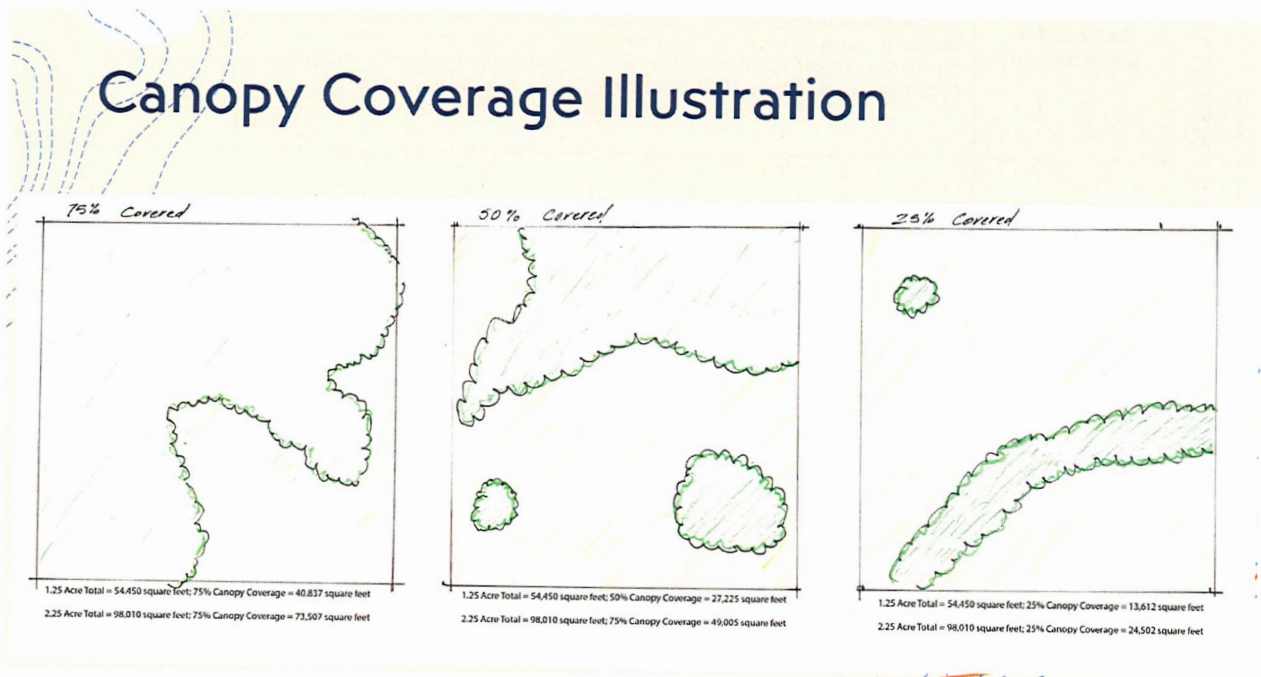 Canopy Coverage Illustration
75% Covered
50% Covered
25% Covered
1.25 Acre Total = 54,450 square feet; 75% Canopy Coverage = 40,837 square feet
2.25 Acre Total = 98,010 square feet; 75% Canopy Coverage = 73,507 square feet
1.25 Acre Total = 54,450 square feet; 50% Canopy Coverage = 27,225 square feet
2.25 Acre Total = 98,010 square feet; 75% Canopy Coverage = 49,005 square feet
1.25 Acre Total = 54,450 square feet; 25% Canopy Coverage = 13,612 square feet
2.25 Acre Total = 98,010 square feet; 25% Canopy Coverage = 24,502 square feet